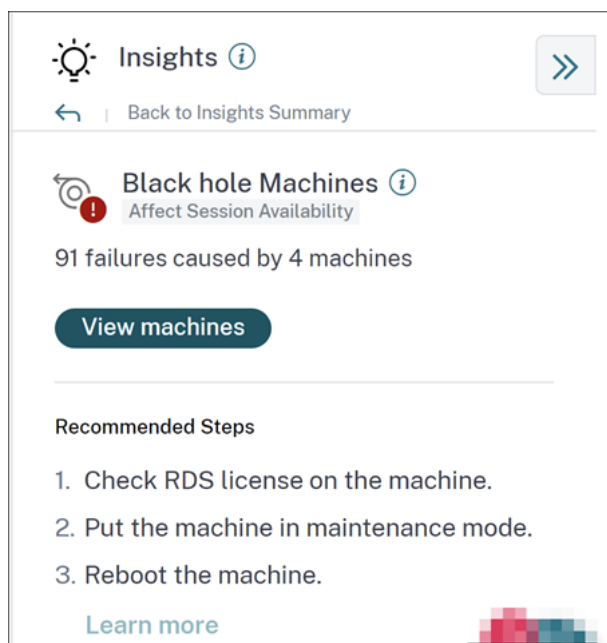 Insights
Back to Insights Summary
Black hole Machines
Affect Session Availability
91 failures caused by 4 machines
View machines
Recommended Steps
1. Check RDS license on the machine.
2. Put the machine in maintenance mode.
3. Reboot the machine.
Learn more